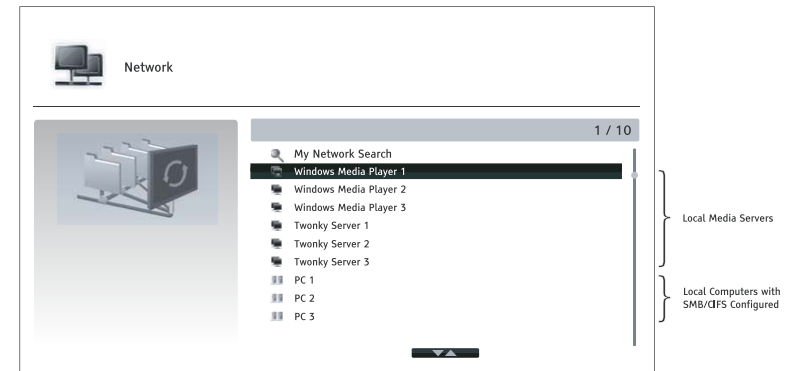 Network
1 / 10
My Network Search
Windows Media Player 1
Windows Media Player 2
Windows Media Player 3
Twonky Server 1
Twonky Server 2
Twonky Server 3
PC 1
PC 2
PC 3
Local Media Servers
Local Computers with
SMB/CIFS Configured